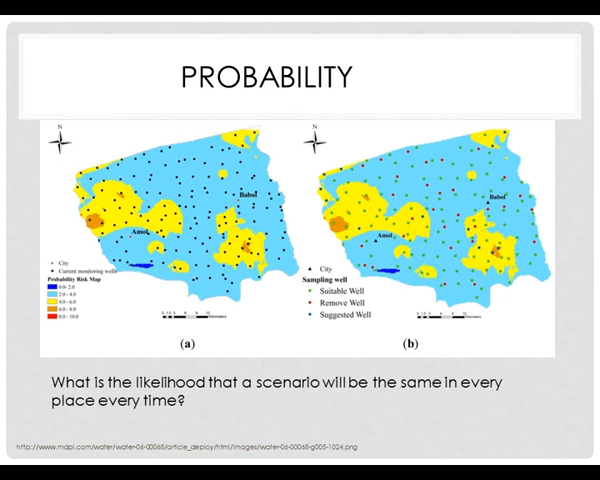 PROBABILITY
N
Babol
Amol
City
Current monitoring wells
Probability Risk Map
0.0- 2.0
2.0 - 4.0
4.0 - 6.0
6.0 - 8.0
8.0 - 10.0
Kilometers
(a)
N
Babol
Amol
City
Sampling well
Suitable Well
Remove Well
Suggested Well
Kilometers
(b)
What is the likelihood that a scenario will be the same in every
place every time?
http://www.mdpi.com/water/water-06-00068/article_deploy/html/images/water-06-00068-g005-1024.png